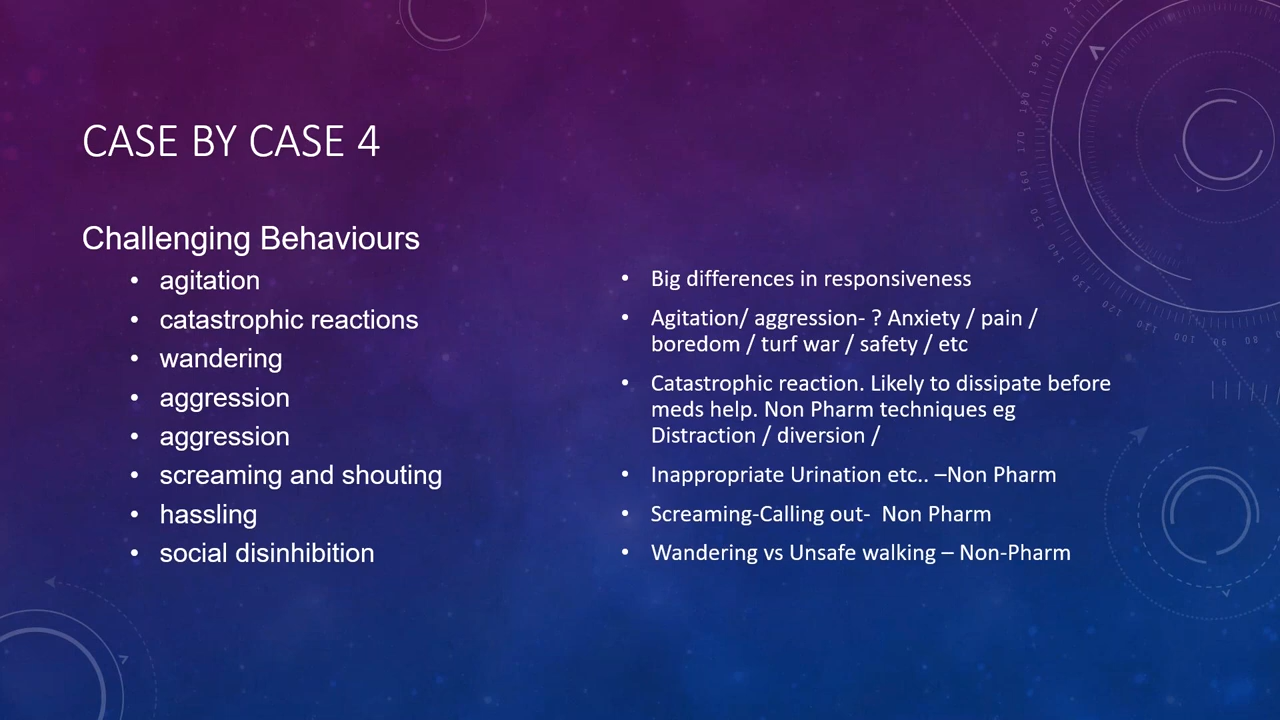 CASE BY CASE 4
Challenging Behaviours
• agitation
• catastrophic reactions
• wandering
• aggression
• aggression
• screaming and shouting
• hassling
• social disinhibition
• Big differences in responsiveness
• Agitation/ aggression- ? Anxiety / pain /
boredom / turf war / safety / etc
• Catastrophic reaction. Likely to dissipate before
meds help. Non Pharm techniques eg
Distraction / diversion /
• Inappropriate Urination etc.. –Non Pharm
• Screaming-Calling out-  Non Pharm
• Wandering vs Unsafe walking – Non-Pharm